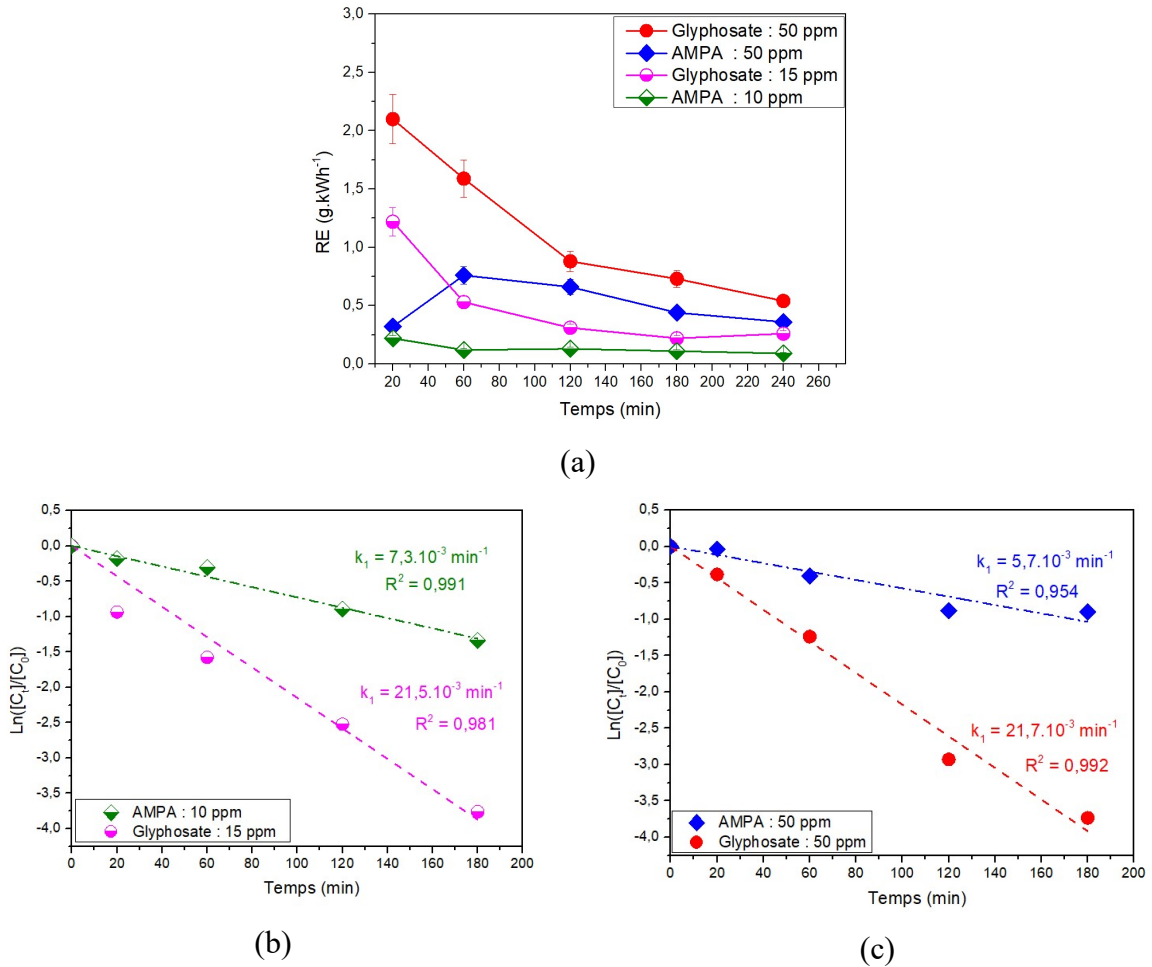 3,0
2,5
2,0
1,5
1,0
0,5
0,0
RE (g.kWh⁻¹)
Glyphosate : 50 ppm
AMPA : 50 ppm
Glyphosate : 15 ppm
AMPA : 10 ppm
20 40 60 80 100 120 140 160 180 200 220 240 260
Temps (min)
(a)
0,5
0,0
-0,5
-1,0
-1,5
-2,0
-2,5
-3,0
-3,5
-4,0
Ln([Cₜ]/[C₀])
k₁ = 7,3.10⁻³ min⁻¹
R² = 0,991
k₁ = 21,5.10⁻³ min⁻¹
R² = 0,981
AMPA : 10 ppm
Glyphosate : 15 ppm
0 20 40 60 80 100 120 140 160 180 200
Temps (min)
(b)
0,5
0,0
-0,5
-1,0
-1,5
-2,0
-2,5
-3,0
-3,5
-4,0
Ln([Cₜ]/[C₀])
k₁ = 5,7.10⁻³ min⁻¹
R² = 0,954
k₁ = 21,7.10⁻³ min⁻¹
R² = 0,992
AMPA : 50 ppm
Glyphosate : 50 ppm
0 20 40 60 80 100 120 140 160 180 200
Temps (min)
(c)